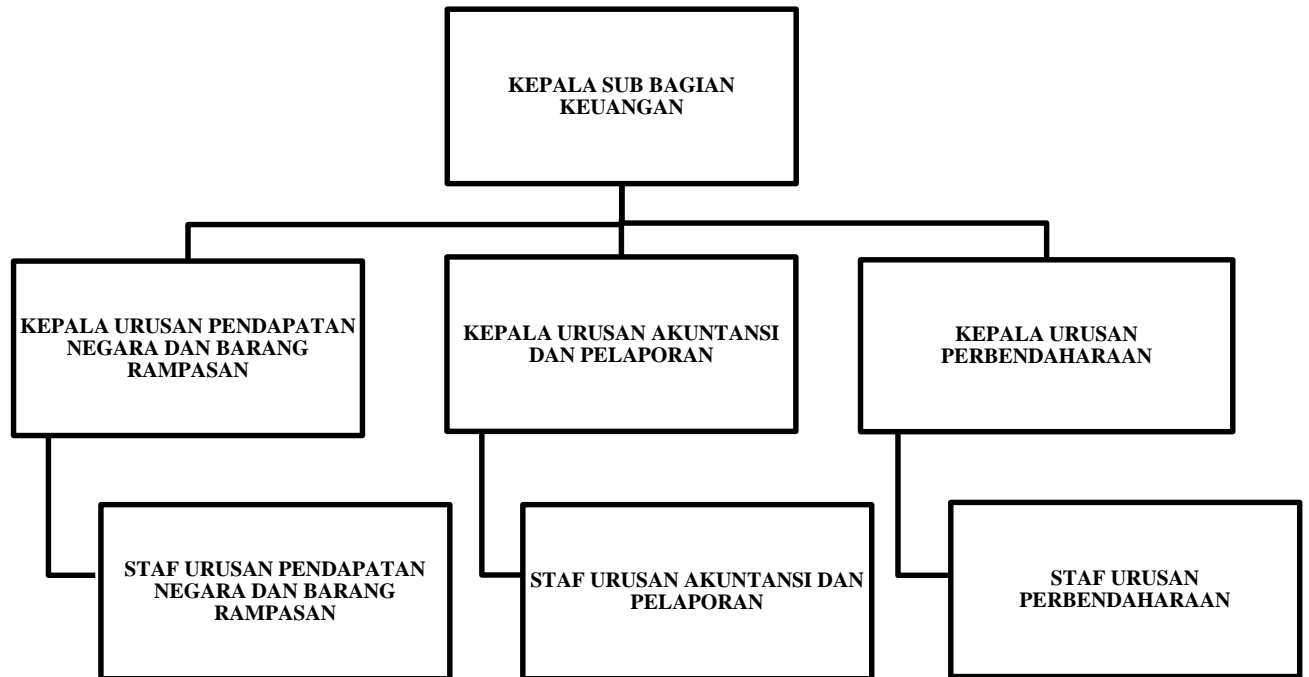 KEPALA SUB BAGIAN
KEUANGAN
KEPALA URUSAN PENDAPATAN
NEGARA DAN BARANG
RAMPASAN
KEPALA URUSAN AKUNTANSI
DAN PELAPORAN
KEPALA URUSAN
PERBENDAHARAAN
STAF URUSAN PENDAPATAN
NEGARA DAN BARANG
RAMPASAN
STAF URUSAN AKUNTANSI DAN
PELAPORAN
STAF URUSAN
PERBENDAHARAAN